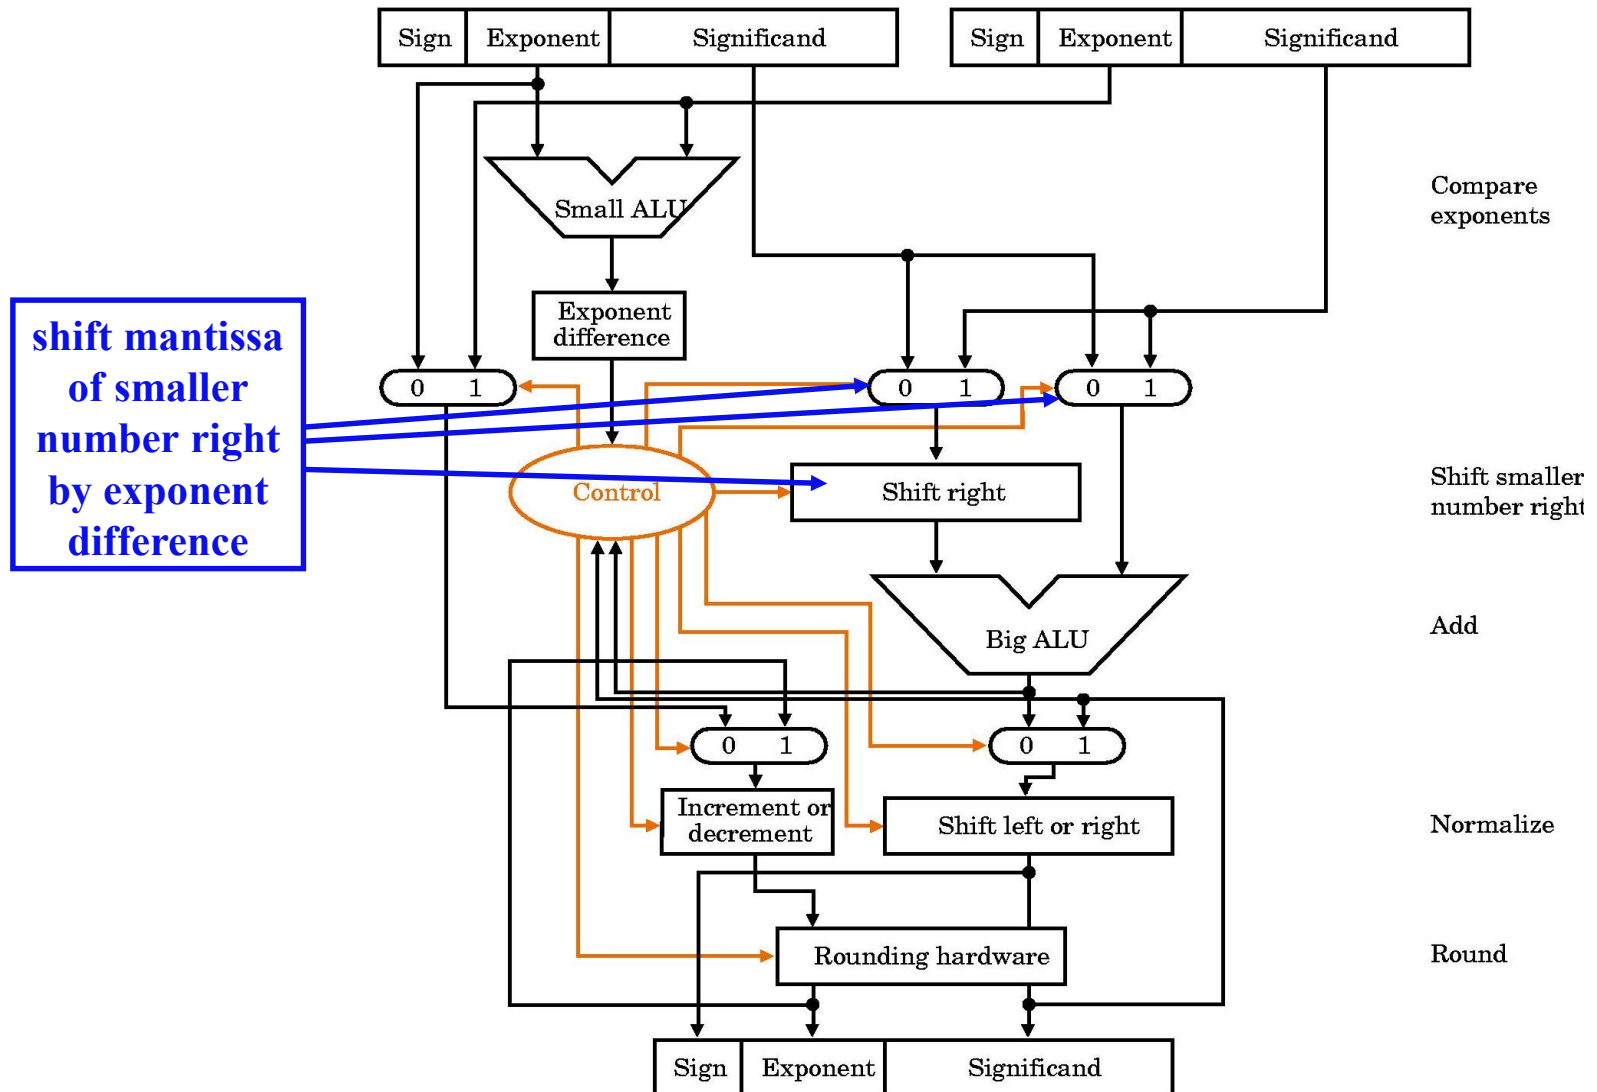 Sign Exponent Significand Sign Exponent Significand
Compare
exponents
Small ALU
Exponent
difference
shift mantissa
of smaller
number right
by exponent
difference
0 1 0 1 0 1
Control
Shift right
Shift smaller
number right
Big ALU
Add
0 1 0 1
Increment or
decrement
Shift left or right
Normalize
Rounding hardware
Round
Sign Exponent Significand